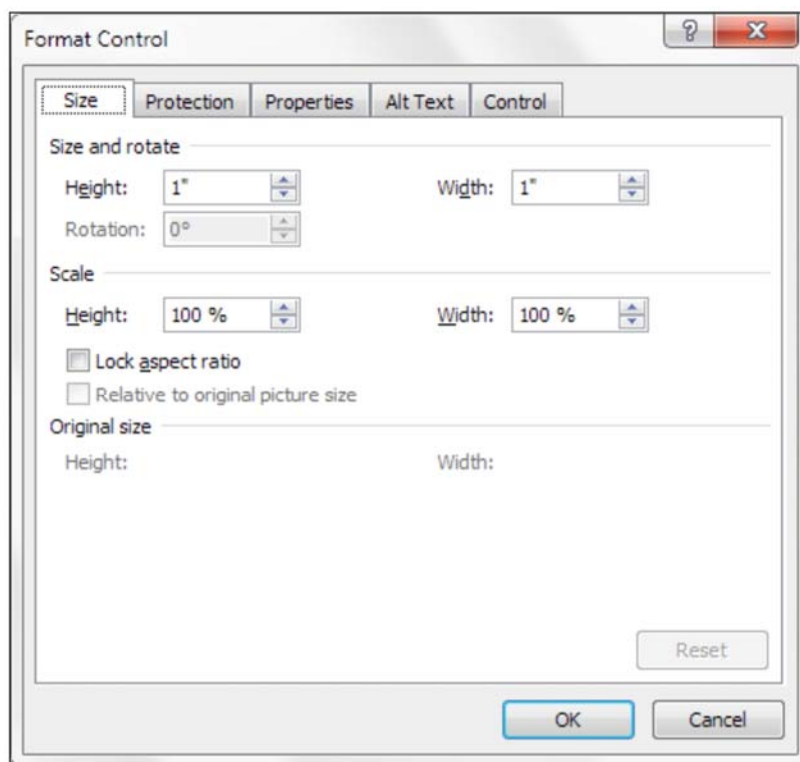 Format Control
Size Protection Properties Alt Text Control
Size and rotate
Height: 1" Width: 1"
Rotation: 0°
Scale
Height: 100 % Width: 100 %
Lock aspect ratio
Relative to original picture size
Original size
Height: Width:
Reset
OK Cancel